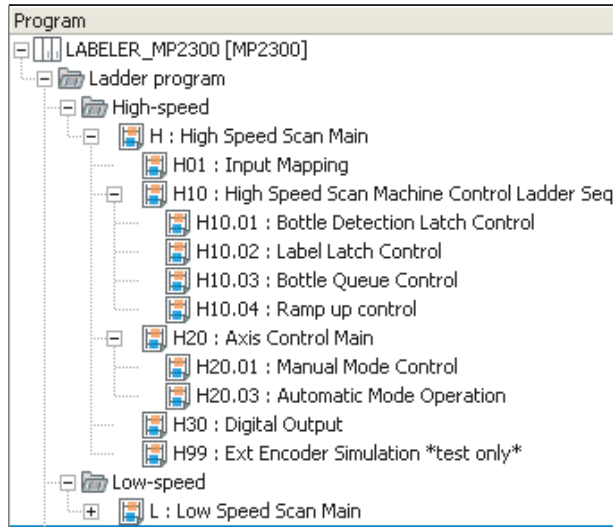 Program
LABELER_MP2300 [MP2300]
Ladder program
High-speed
H : High Speed Scan Main
H01 : Input Mapping
H10 : High Speed Scan Machine Control Ladder Seq
H10.01 : Bottle Detection Latch Control
H10.02 : Label Latch Control
H10.03 : Bottle Queue Control
H10.04 : Ramp up control
H20 : Axis Control Main
H20.01 : Manual Mode Control
H20.03 : Automatic Mode Operation
H30 : Digital Output
H99 : Ext Encoder Simulation *test only*
Low-speed
L : Low Speed Scan Main